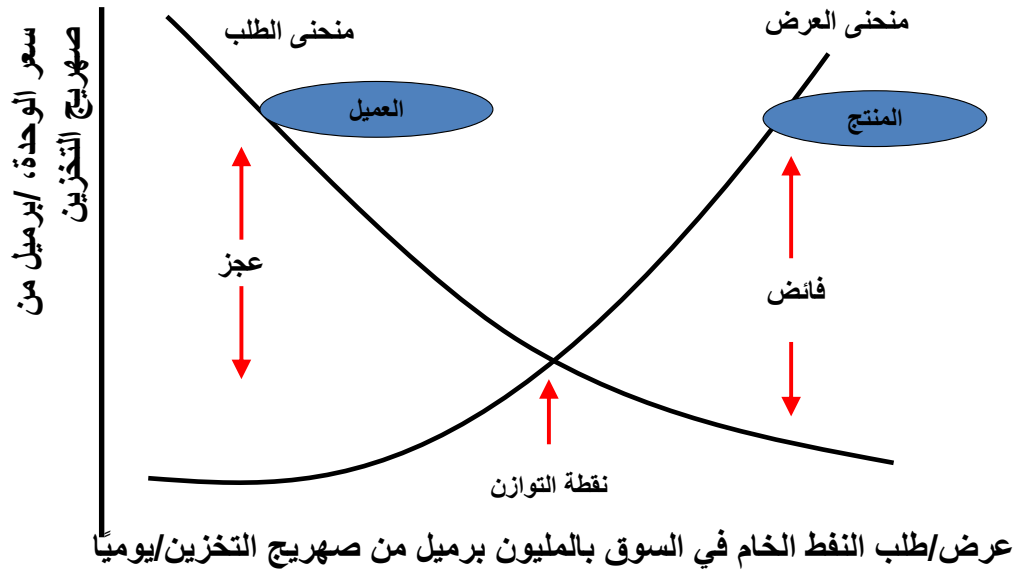 منحنى العرض
منحنى الطلب
سعر الوحدة، /برميل من
صهريج التخزين
العميل
المنتج
عجز
فائض
نقطة التوازن
عرض/طلب النفط الخام في السوق بالمليون برميل من صهريج التخزين/يوميًا